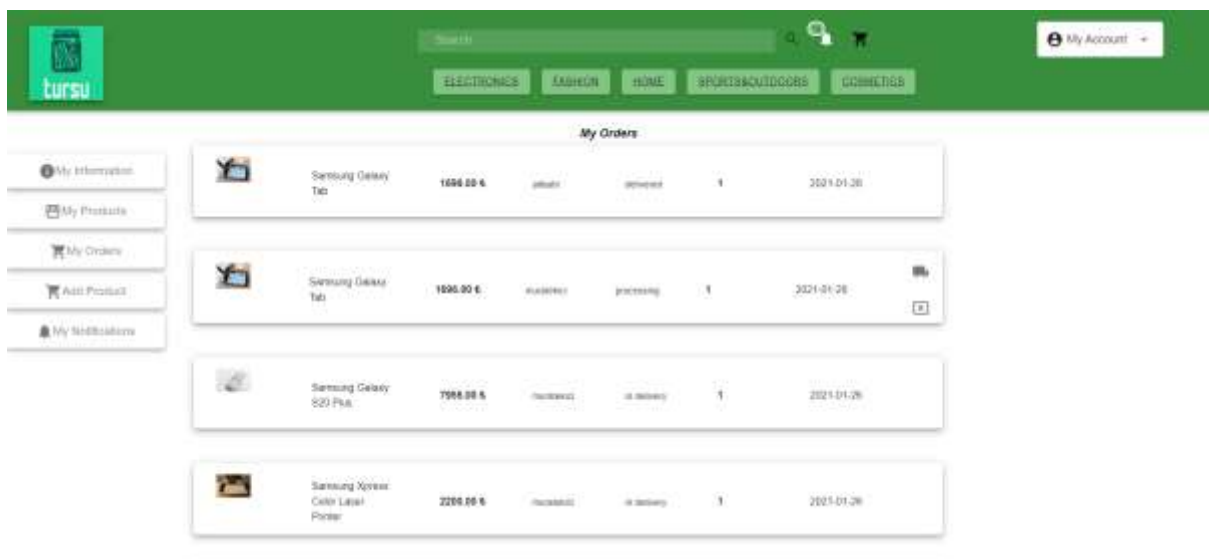 tursu
Search
My Account
ELECTRONICS FASHION HOME SPORTS&OUTDOORS COSMETICS
My Orders
My Information
My Products
My Orders
Add Product
My Notifications
Samsung Galaxy
Tab
delivered 1 2021-01-26
Samsung Galaxy
Tab
processing 1 2021-01-26
Samsung Galaxy
S20 Plus
in delivery 1 2021-01-26
Samsung Xpress
Color Laser
Printer
in delivery 1 2021-01-26